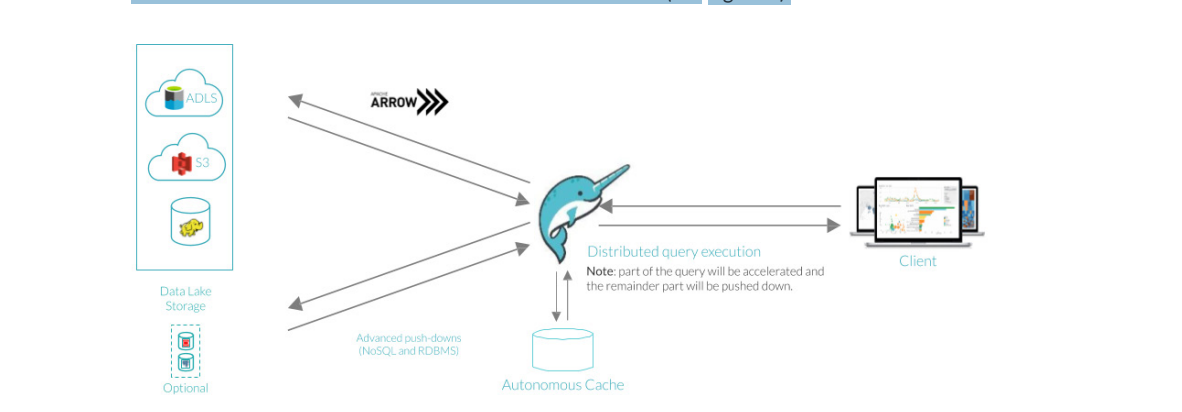 ADLS
S3
Data Lake
Storage
Optional
APACHE
ARROW
Advanced push-downs
(NoSQL and RDBMS)
Distributed query execution
Note: part of the query will be accelerated and
the remainder part will be pushed down.
Autonomous Cache
Client